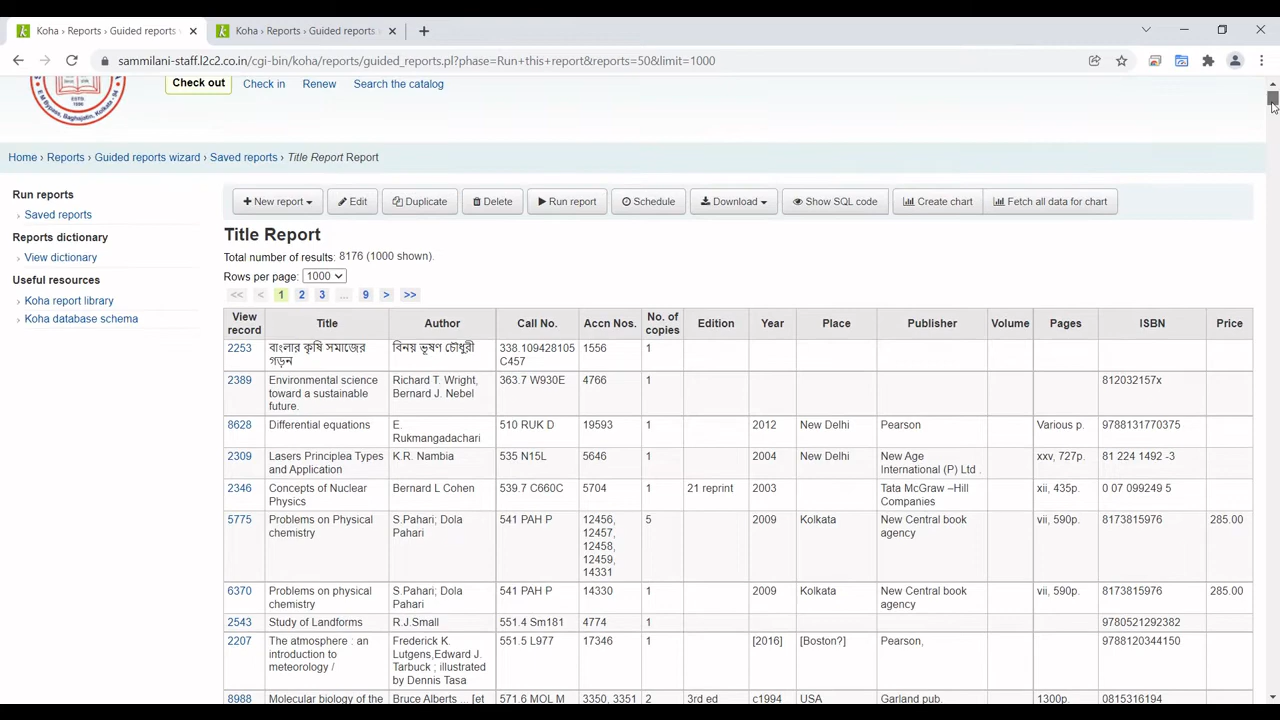 Koha › Reports › Guided reports
Koha › Reports › Guided reports
sammilani-staff.l2c2.co.in/cgi-bin/koha/reports/guided_reports.pl?phase=Run+this+report&reports=50&limit=1000
Check out Check in Renew Search the catalog
E M Bypass, Baghajatin, Kolkata - 94
Home › Reports › Guided reports wizard › Saved reports › Title Report Report
Run reports
Saved reports
Reports dictionary
View dictionary
Useful resources
Koha report library
Koha database schema
New report Edit Duplicate Delete Run report Schedule Download Show SQL code Create chart Fetch all data for chart
Title Report
Total number of results: 8176 (1000 shown).
Rows per page: 1000
<< < 1 2 3 ... 9 > >>
View record Title Author Call No. Accn Nos. No. of copies Edition Year Place Publisher Volume Pages ISBN Price
2253 বাংলার কৃষি সমাজের বিনয় ভূষণ চৌধুরী 338.109428105 1556 1
গড়ন C457
2389 Environmental science Richard T. Wright, 363.7 W930E 4766 1 812032157x
toward a sustainable Bernard J. Nebel
future.
8628 Differential equations E. 510 RUK D 19593 1 2012 New Delhi Pearson Various p. 9788131770375
Rukmangadachari
2309 Lasers Principlea Types K.R. Nambia 535 N15L 5646 1 2004 New Delhi New Age xxv, 727p. 81 224 1492 -3
and Application International (P) Ltd .
2346 Concepts of Nuclear Bernard L Cohen 539.7 C660C 5704 1 21 reprint 2003 Tata McGraw –Hill xii, 435p. 0 07 099249 5
Physics Companies
5775 Problems on Physical S.Pahari; Dola 541 PAH P 12456, 5 2009 Kolkata New Central book vii, 590p. 8173815976 285.00
chemistry Pahari 12457, agency
12458,
12459,
14331
6370 Problems on physical S.Pahari; Dola 541 PAH P 14330 1 2009 Kolkata New Central book vii, 590p. 8173815976 285.00
chemistry Pahari agency
2543 Study of Landforms R.J.Small 551.4 Sm181 4774 1 9780521292382
2207 The atmosphere : an Frederick K. 551.5 L977 17346 1 [2016] [Boston?] Pearson, 9788120344150
introduction to Lutgens,Edward J.
meteorology / Tarbuck ; illustrated
by Dennis Tasa
8988 Molecular biology of the Bruce Alberts ... [et 571.6 MOL M 3350, 3351 2 3rd ed c1994 USA Garland pub. 1300p. 0815316194